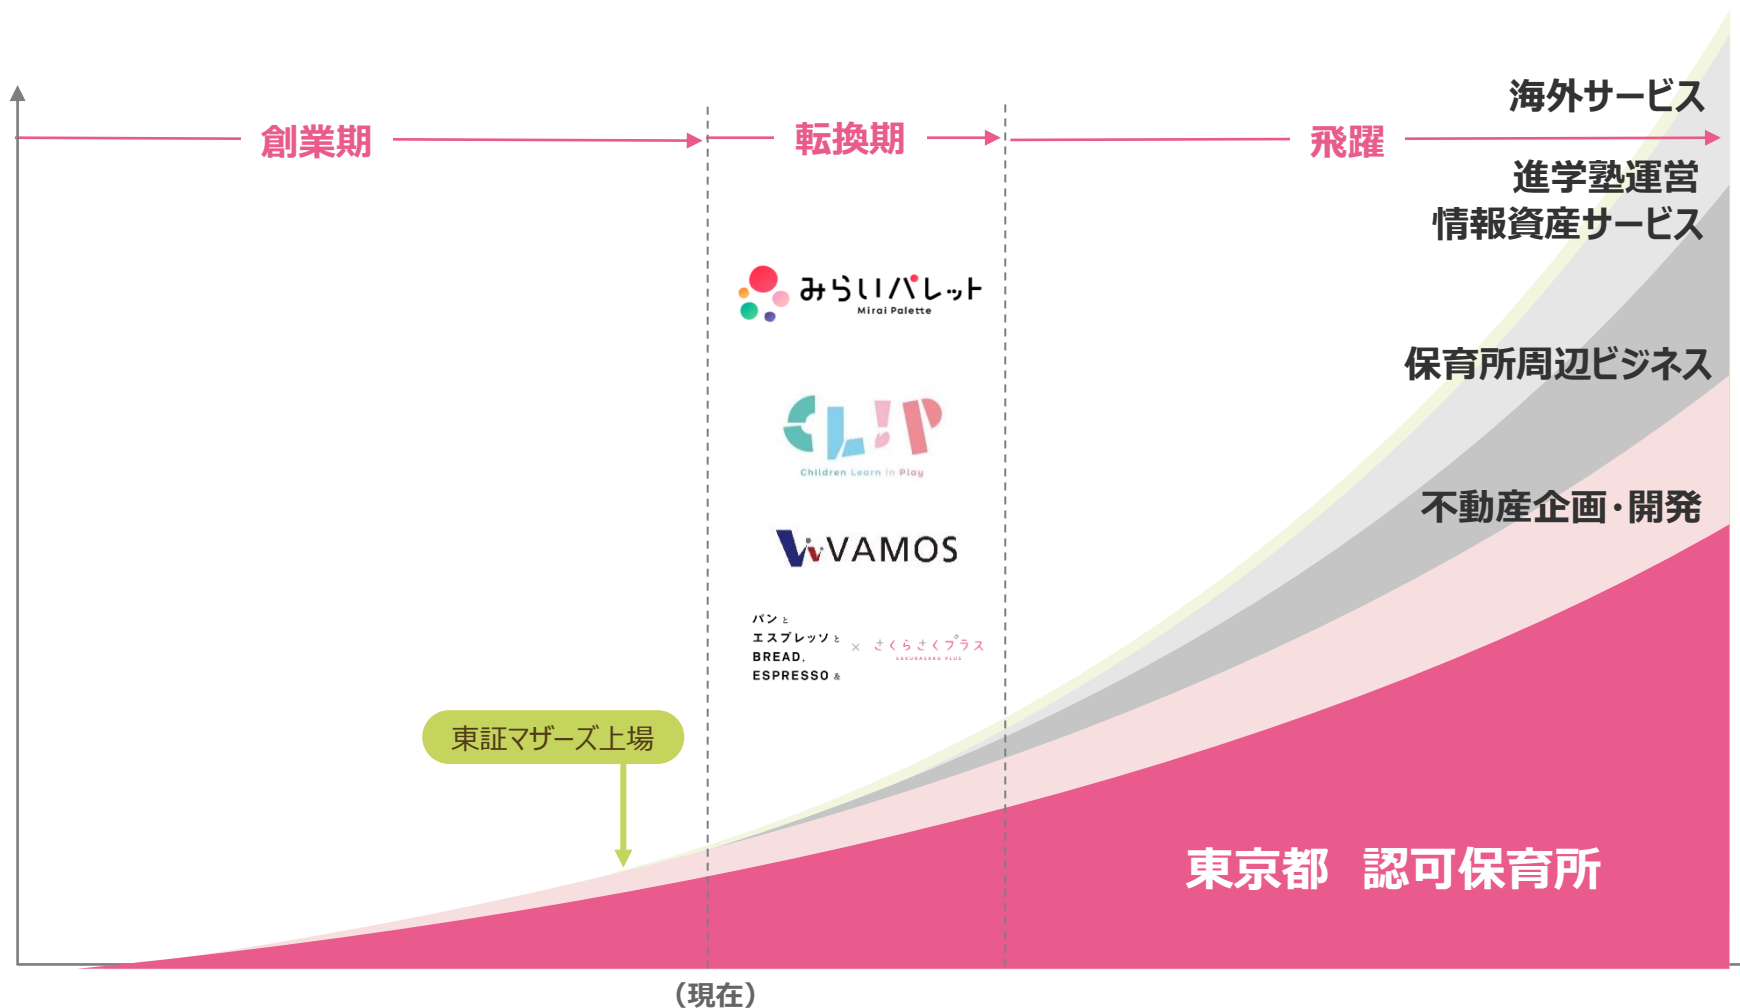 海外サービス
創業期
転換期
飛躍
進学塾運営
情報資産サービス
みらいパレット
Mirai Palette
保育所周辺ビジネス
CL!P
Children Learn in Play
不動産企画・開発
VAMOS
パンと
エスプレッソと
BREAD,
ESPRESSO &
×
さくらさくプラス
SAKURASAKU PLUS
東証マザーズ上場
東京都 認可保育所
(現在)